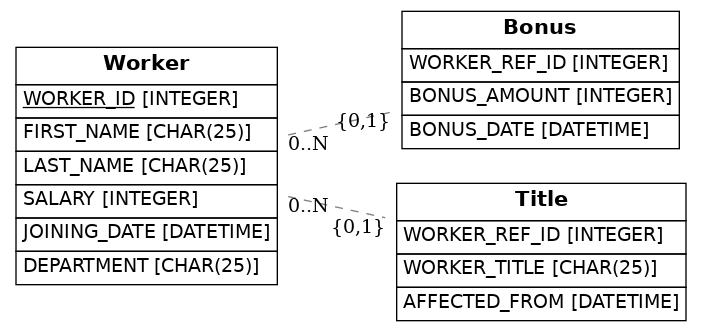 Worker
WORKER_ID [INTEGER]
FIRST_NAME [CHAR(25)]
LAST_NAME [CHAR(25)]
SALARY [INTEGER]
JOINING_DATE [DATETIME]
DEPARTMENT [CHAR(25)]
{0,1}
0..N
0..N
{0,1}
Bonus
WORKER_REF_ID [INTEGER]
BONUS_AMOUNT [INTEGER]
BONUS_DATE [DATETIME]
Title
WORKER_REF_ID [INTEGER]
WORKER_TITLE [CHAR(25)]
AFFECTED_FROM [DATETIME]